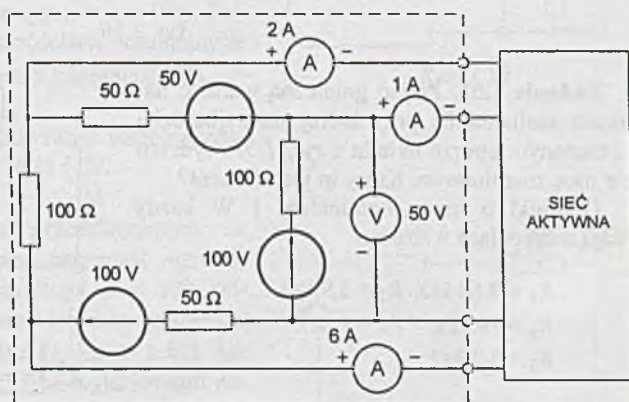 2 A
+ A −
50 V
1 A
50 Ω
+ A −
100 Ω
+
100 Ω
V
50 V
−
SIEĆ
AKTYWNA
100 V
100 V
50 Ω
6 A
+ A −